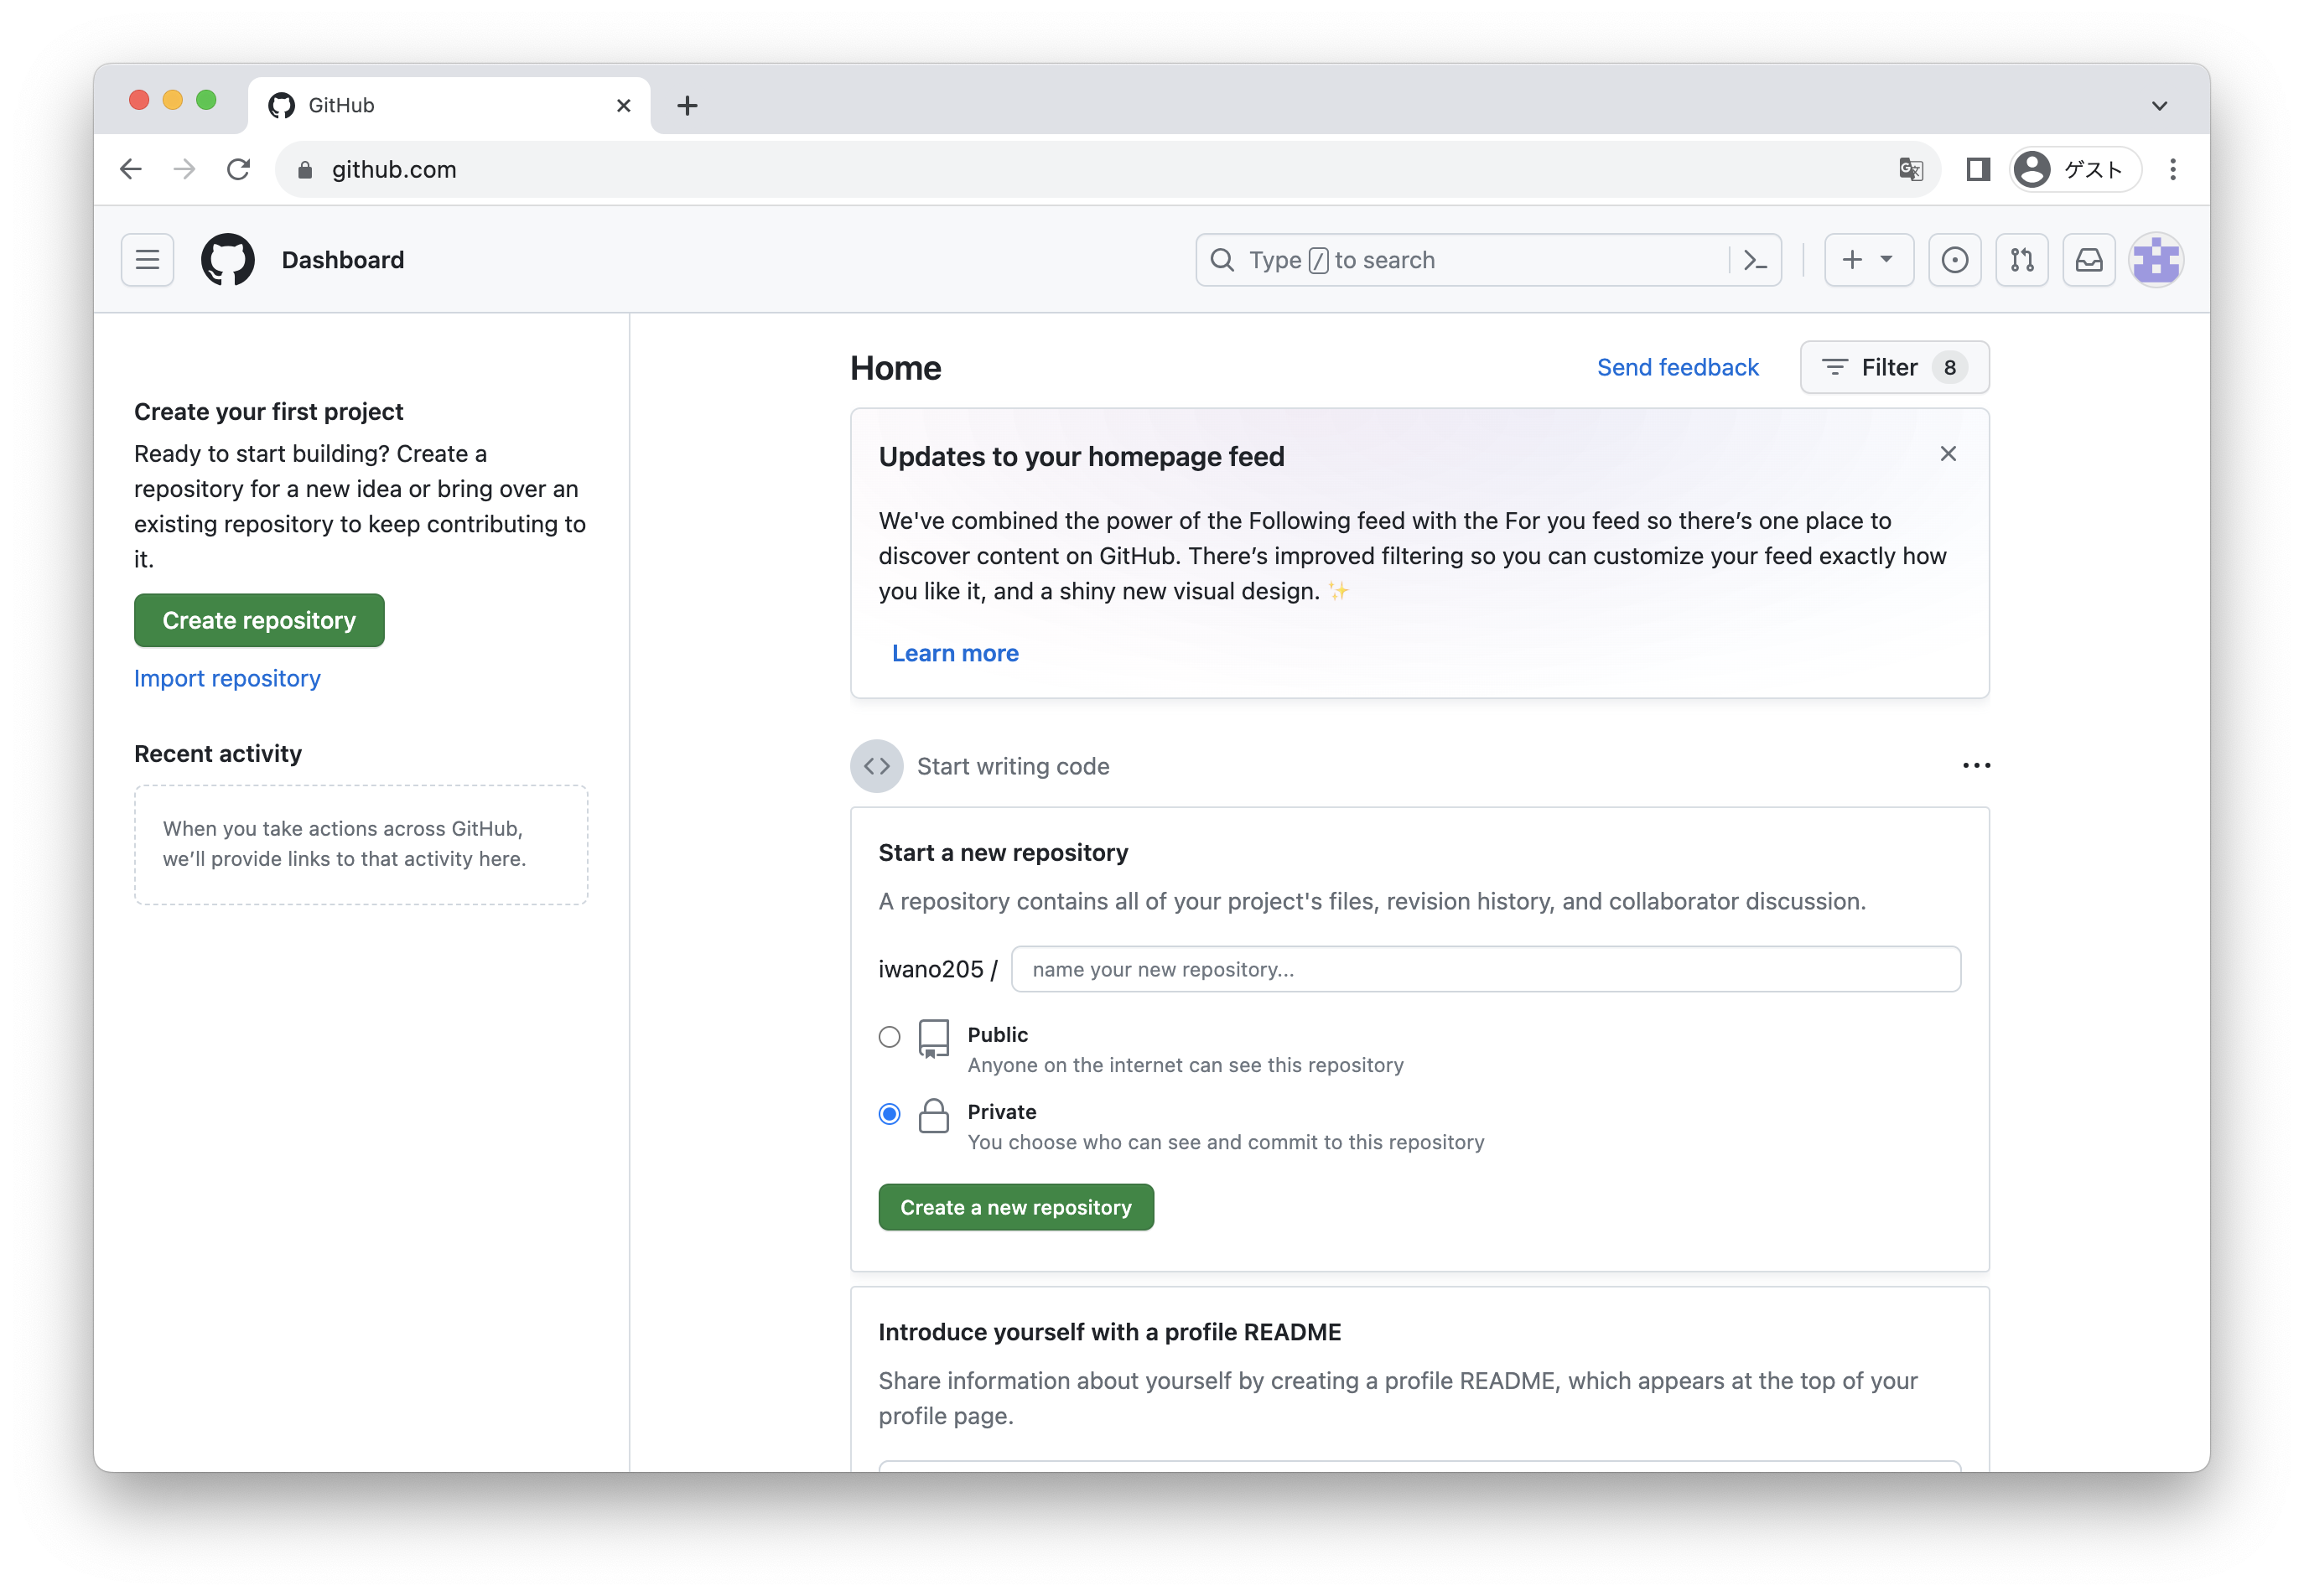 GitHub
github.com
ゲスト
Dashboard
Type / to search
Create your first project
Ready to start building? Create a
repository for a new idea or bring over an
existing repository to keep contributing to
it.
Create repository
Import repository
Recent activity
When you take actions across GitHub,
we’ll provide links to that activity here.
Home
Send feedback
Filter 8
Updates to your homepage feed
We've combined the power of the Following feed with the For you feed so there’s one place to
discover content on GitHub. There’s improved filtering so you can customize your feed exactly how
you like it, and a shiny new visual design. ✨
Learn more
Start writing code
Start a new repository
A repository contains all of your project's files, revision history, and collaborator discussion.
iwano205 / name your new repository...
Public
Anyone on the internet can see this repository
Private
You choose who can see and commit to this repository
Create a new repository
Introduce yourself with a profile README
Share information about yourself by creating a profile README, which appears at the top of your
profile page.